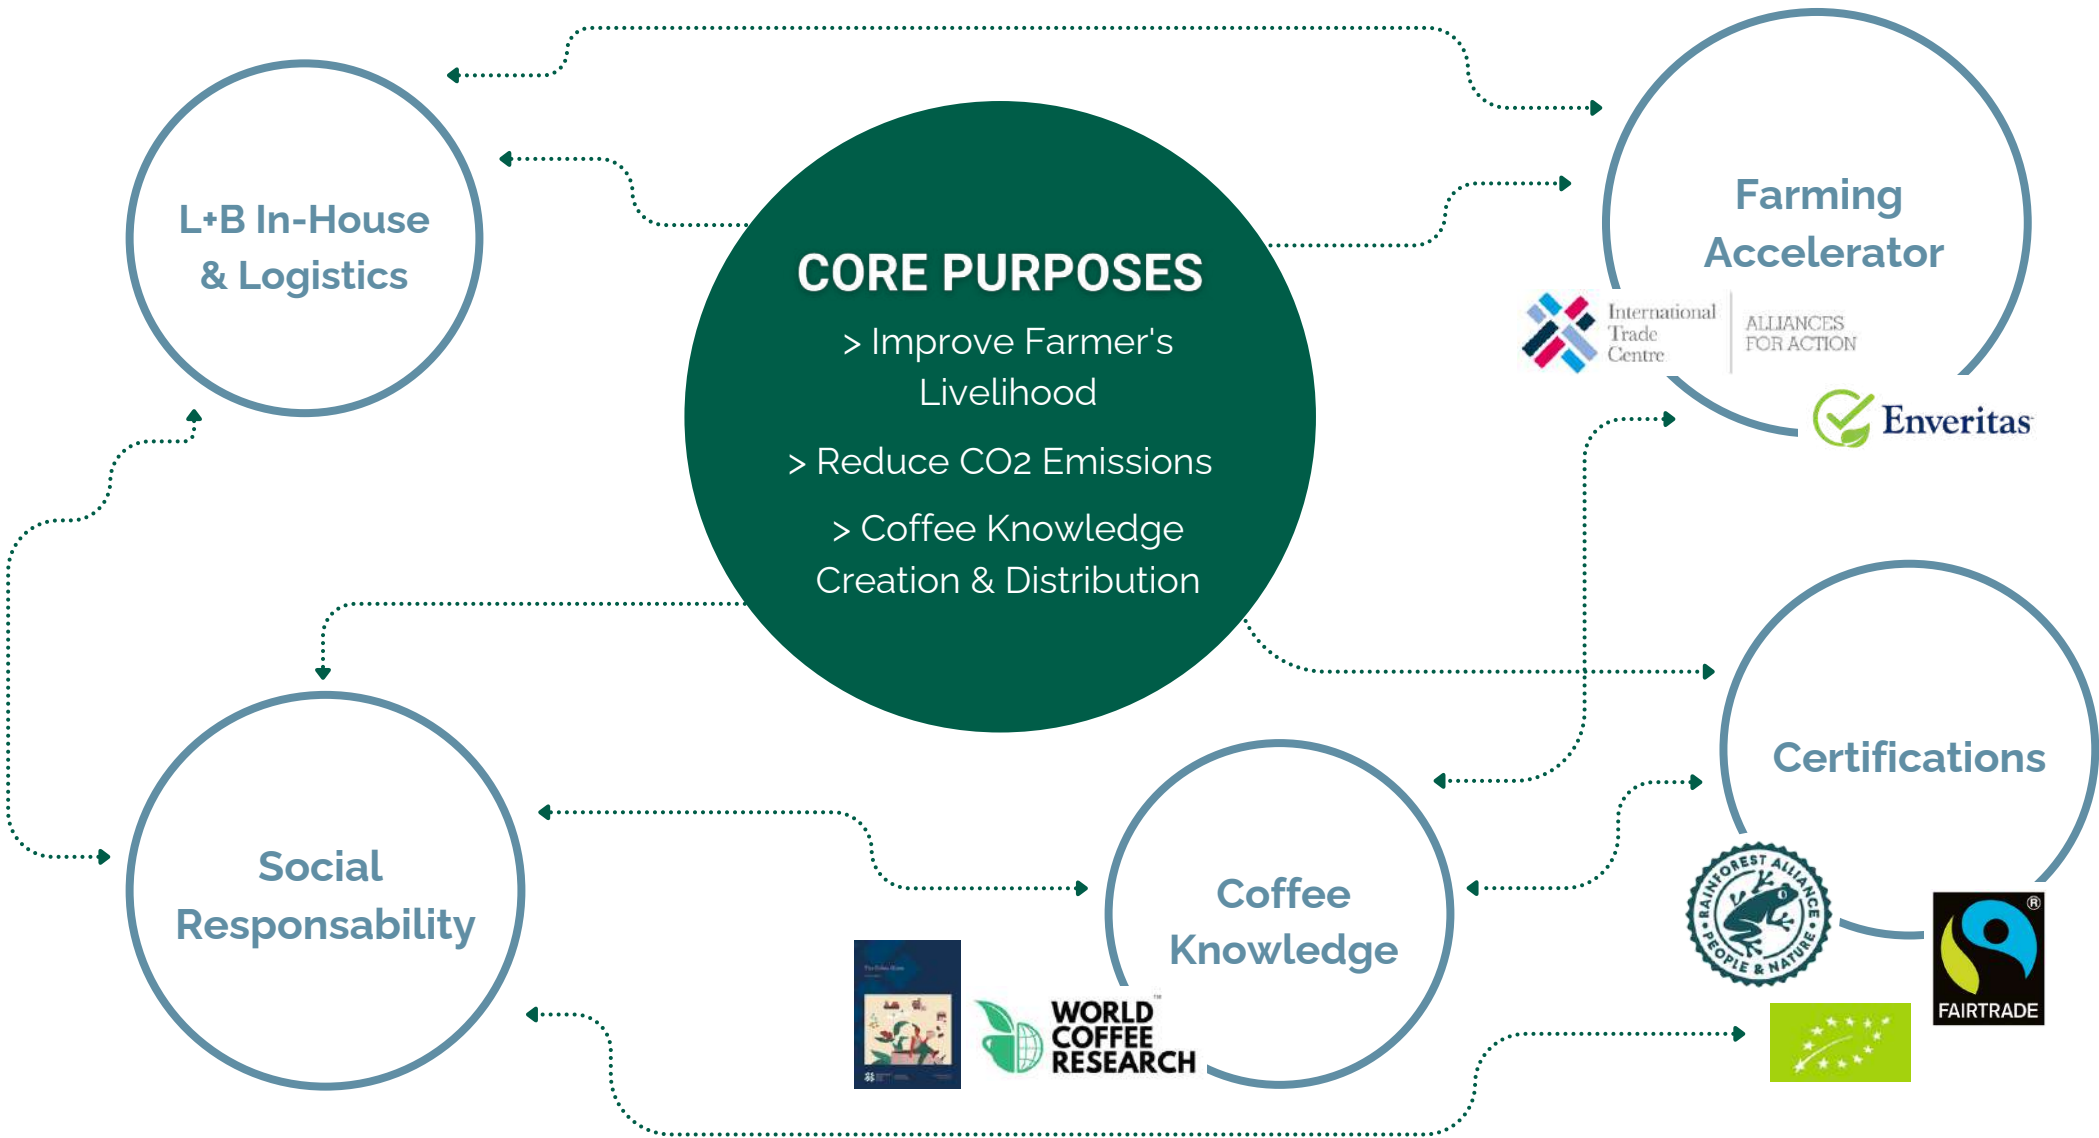 L+B In-House
& Logistics
CORE PURPOSES
> Improve Farmer's
Livelihood
> Reduce CO2 Emissions
> Coffee Knowledge
Creation & Distribution
Farming
Accelerator
International
Trade
Centre
ALLIANCES
FOR ACTION
Enveritas
Certifications
RAINFOREST ALLIANCE
• PEOPLE & NATURE •
®
FAIRTRADE
Social
Responsability
Coffee
Knowledge
WORLD
COFFEE
RESEARCH
™